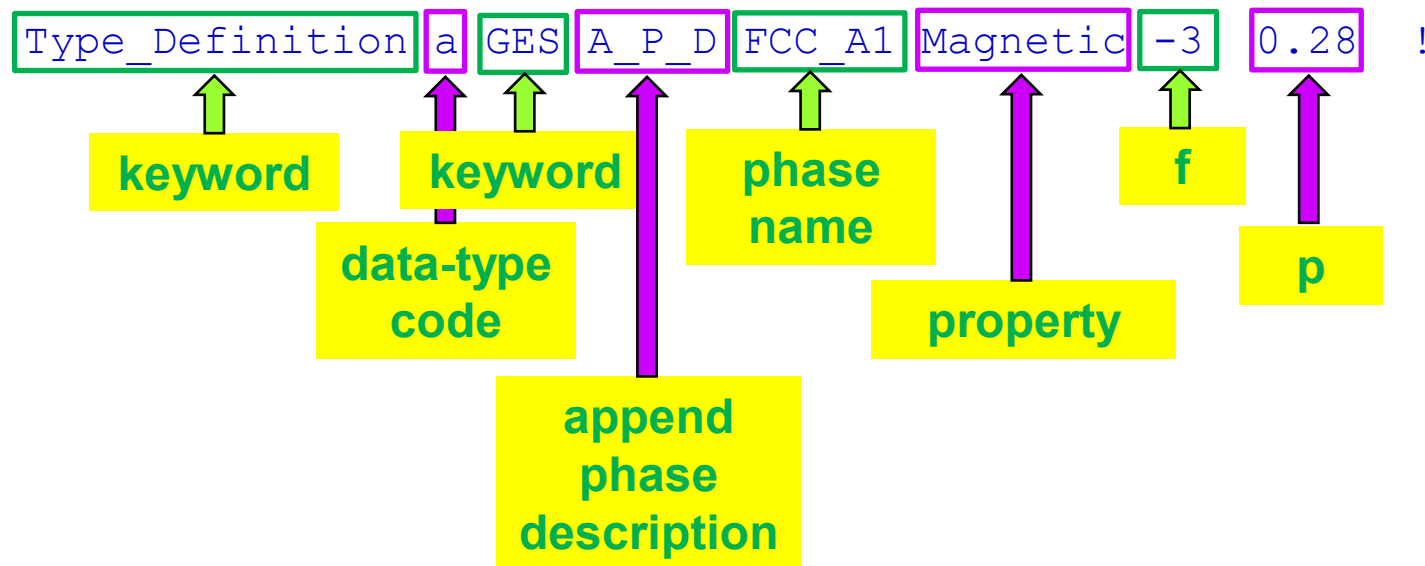 Type_Definition a GES A_P_D FCC_A1 Magnetic -3 0.28 !
keyword
data-type
code
keyword
append
phase
description
phase
name
property
f
p